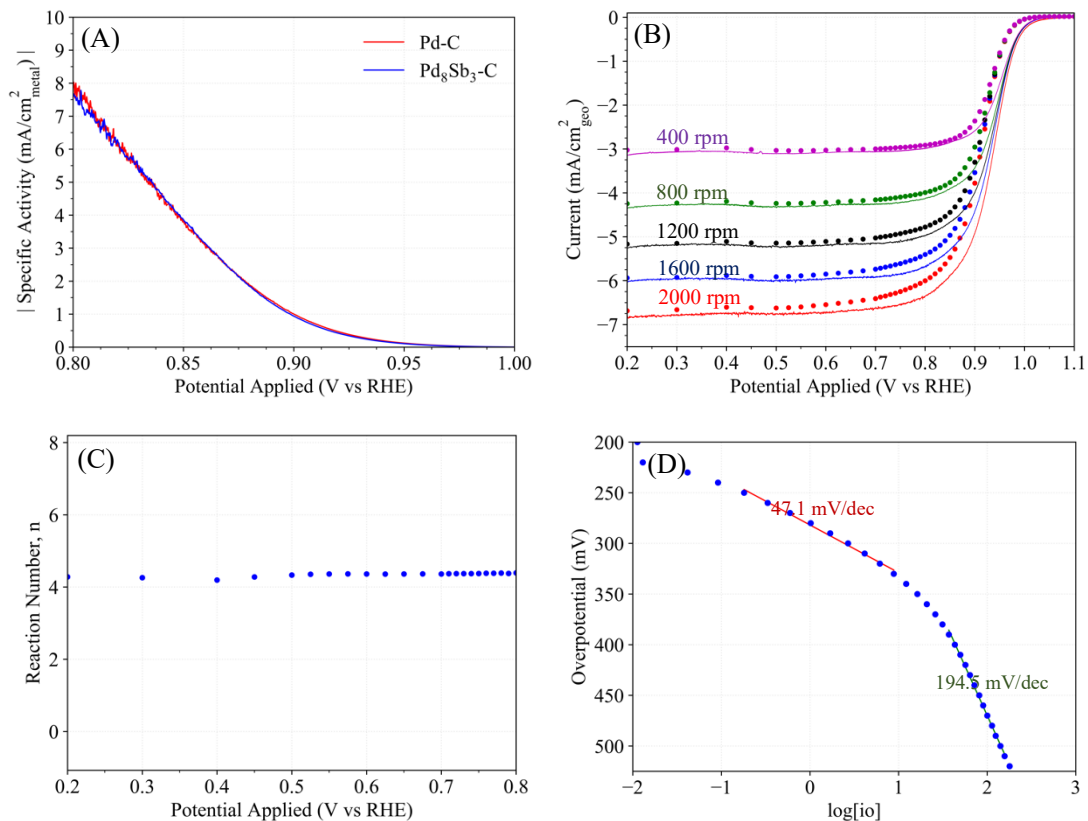 (A)
Pd-C
Pd₈Sb₃-C
10
9
8
7
6
5
4
3
2
1
0
| Specific Activity (mA/cm²metal) |
0.80 0.85 0.90 0.95 1.00
Potential Applied (V vs RHE)
(B)
400 rpm
800 rpm
1200 rpm
1600 rpm
2000 rpm
0
−1
−2
−3
−4
−5
−6
−7
Current (mA/cm²geo)
0.2 0.3 0.4 0.5 0.6 0.7 0.8 0.9 1.0 1.1
Potential Applied (V vs RHE)
(C)
8
6
4
2
0
Reaction Number, n
0.2 0.3 0.4 0.5 0.6 0.7 0.8
Potential Applied (V vs RHE)
(D)
47.1 mV/dec
194.5 mV/dec
200
250
300
350
400
450
500
Overpotential (mV)
−2 −1 0 1 2 3
log[io]